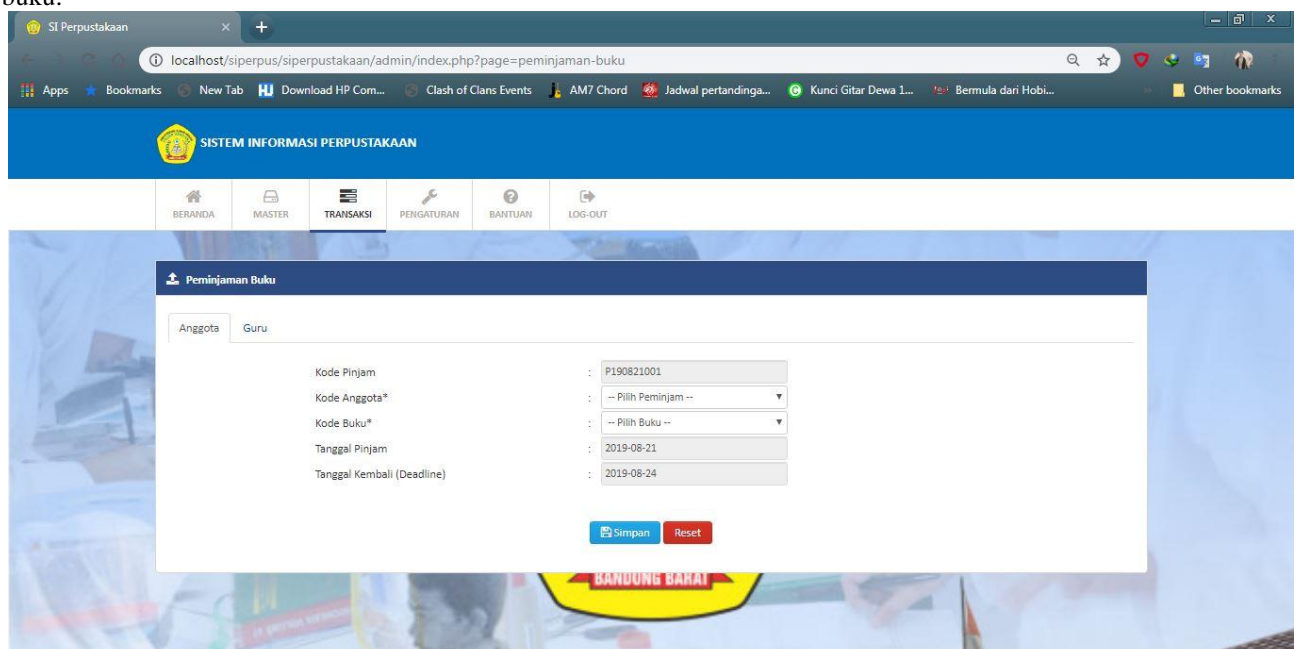 buku.
SI Perpustakaan
localhost/siperpus/siperpustakaan/admin/index.php?page=peminjaman-buku
Apps Bookmarks New Tab Download HP Com... Clash of Clans Events AM7 Chord Jadwal pertandinga... Kunci Gitar Dewa 1... Bermula dari Hobi... Other bookmarks
SISTEM INFORMASI PERPUSTAKAAN
BERANDA MASTER TRANSAKSI PENGATURAN BANTUAN LOG-OUT
Peminjaman Buku
Anggota Guru
Kode Pinjam : P190821001
Kode Anggota* : -- Pilih Peminjam --
Kode Buku* : -- Pilih Buku --
Tanggal Pinjam : 2019-08-21
Tanggal Kembali (Deadline) : 2019-08-24
Simpan Reset
BANDUNG BARAT